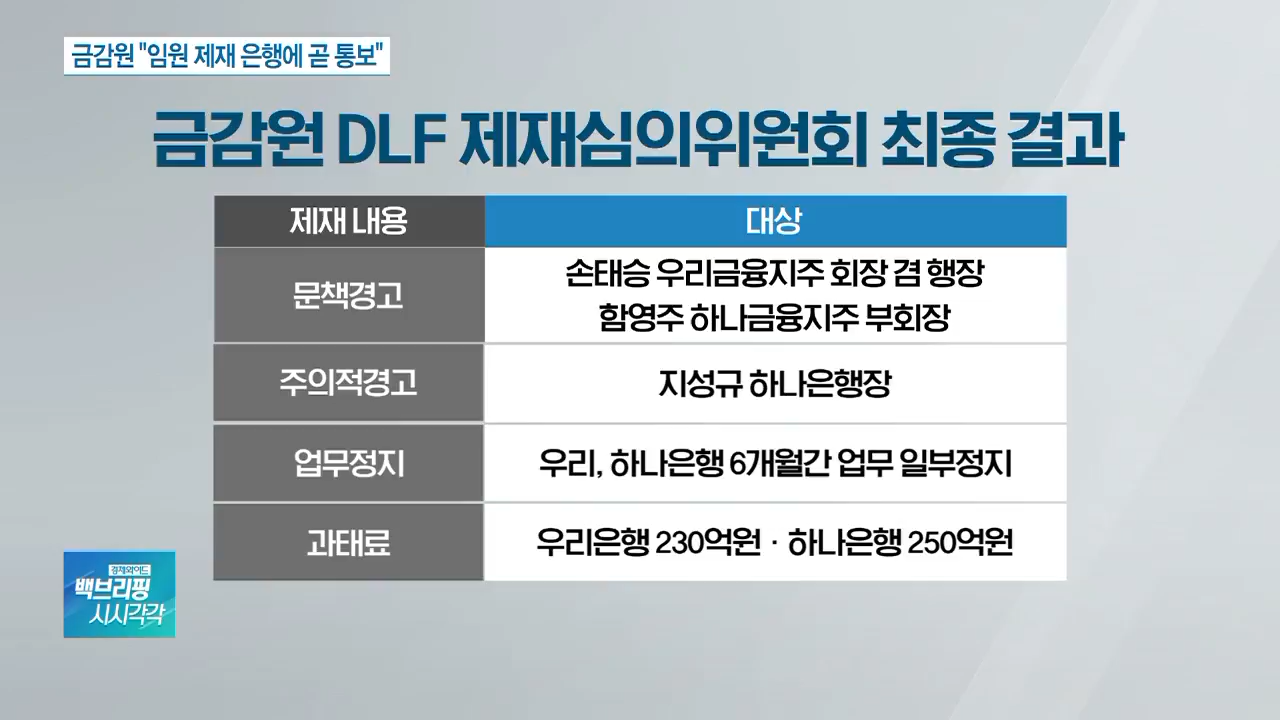 금감원 "임원 제재 은행에 곧 통보"
금감원 DLF 제재심의위원회 최종 결과
제재 내용 대상
문책경고 손태승 우리금융지주 회장 겸 행장
함영주 하나금융지주 부회장
주의적경고 지성규 하나은행장
업무정지 우리, 하나은행 6개월간 업무 일부정지
과태료 우리은행 230억원 · 하나은행 250억원
경제와이드
백브리핑
시시각각